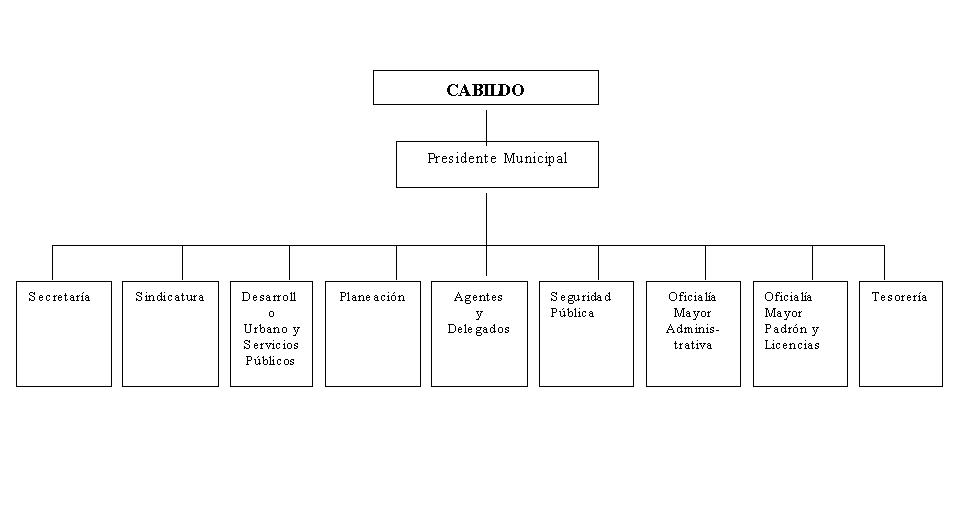 CABILDO
Presidente Municipal
Secretaría
Sindicatura
Desarroll
o
Urbano y
Servicios
Públicos
Planeación
Agentes
y
Delegados
Seguridad
Pública
Oficialía
Mayor
Adminis-
trativa
Oficialía
Mayor
Padrón y
Licencias
Tesorería